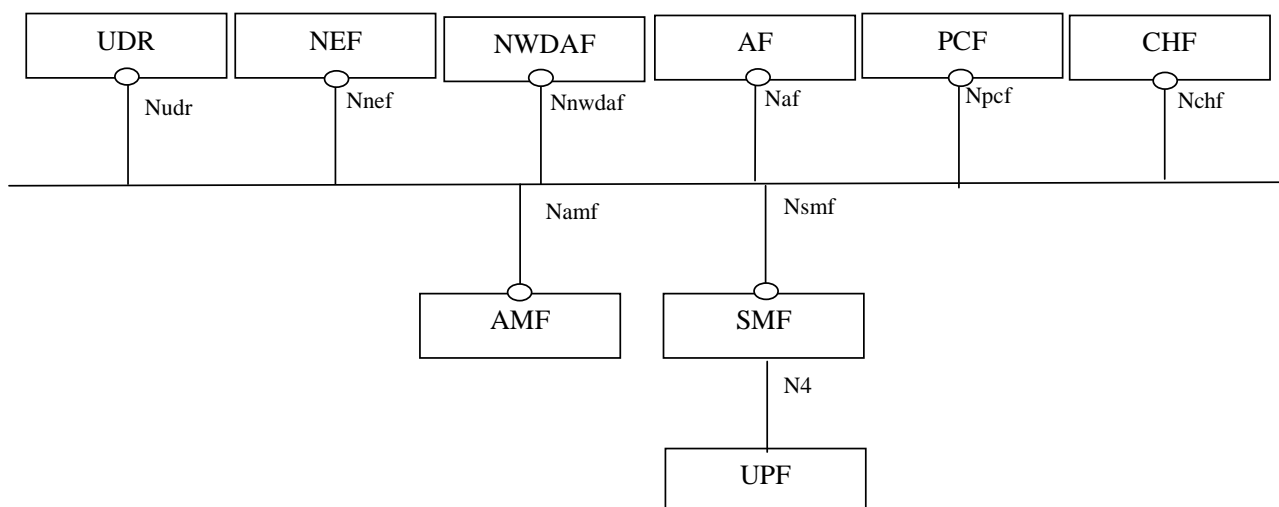 UDR NEF NWDAF AF PCF CHF
Nudr Nnef Nnwdaf Naf Npcf Nchf
Namf Nsmf
AMF SMF
N4
UPF